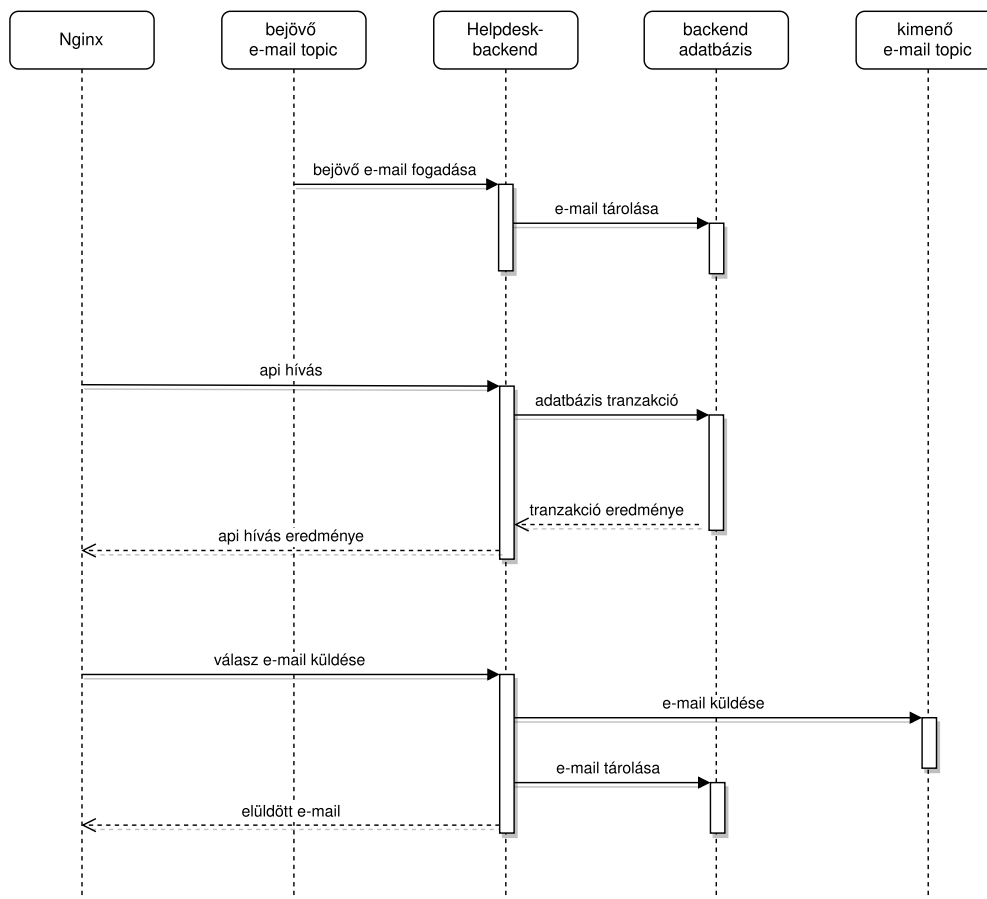 Nginx
bejövő
e-mail topic
Helpdesk-
backend
backend
adatbázis
kimenő
e-mail topic
bejövő e-mail fogadása
e-mail tárolása
api hívás
adatbázis tranzakció
tranzakció eredménye
api hívás eredménye
válasz e-mail küldése
e-mail küldése
e-mail tárolása
elüldött e-mail